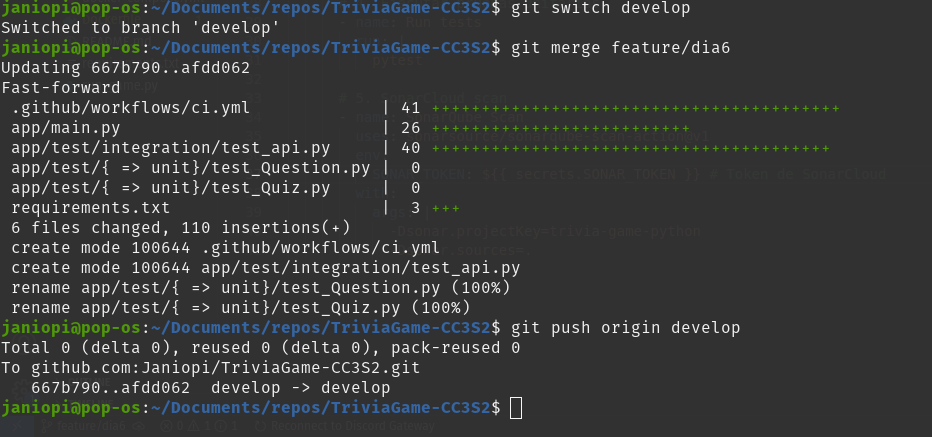 janiopi@pop-os:~/Documents/repos/TriviaGame-CC3S2$ git switch develop
Switched to branch 'develop'
janiopi@pop-os:~/Documents/repos/TriviaGame-CC3S2$ git merge feature/dia6
Updating 667b790..afdd062
Fast-forward
 .github/workflows/ci.yml             | 41 +++++++++++++++++++++++++++++++++++++++++
 app/main.py                          | 26 ++++++++++++++++++++++++++
 app/test/integration/test_api.py     | 40 ++++++++++++++++++++++++++++++++++++++++
 app/test/{ => unit}/test_Question.py |  0
 app/test/{ => unit}/test_Quiz.py     |  0
 requirements.txt                     |  3 +++
 6 files changed, 110 insertions(+)
 create mode 100644 .github/workflows/ci.yml
 create mode 100644 app/test/integration/test_api.py
 rename app/test/{ => unit}/test_Question.py (100%)
 rename app/test/{ => unit}/test_Quiz.py (100%)
janiopi@pop-os:~/Documents/repos/TriviaGame-CC3S2$ git push origin develop
Total 0 (delta 0), reused 0 (delta 0), pack-reused 0
To github.com:Janiopi/TriviaGame-CC3S2.git
   667b790..afdd062  develop -> develop
janiopi@pop-os:~/Documents/repos/TriviaGame-CC3S2$